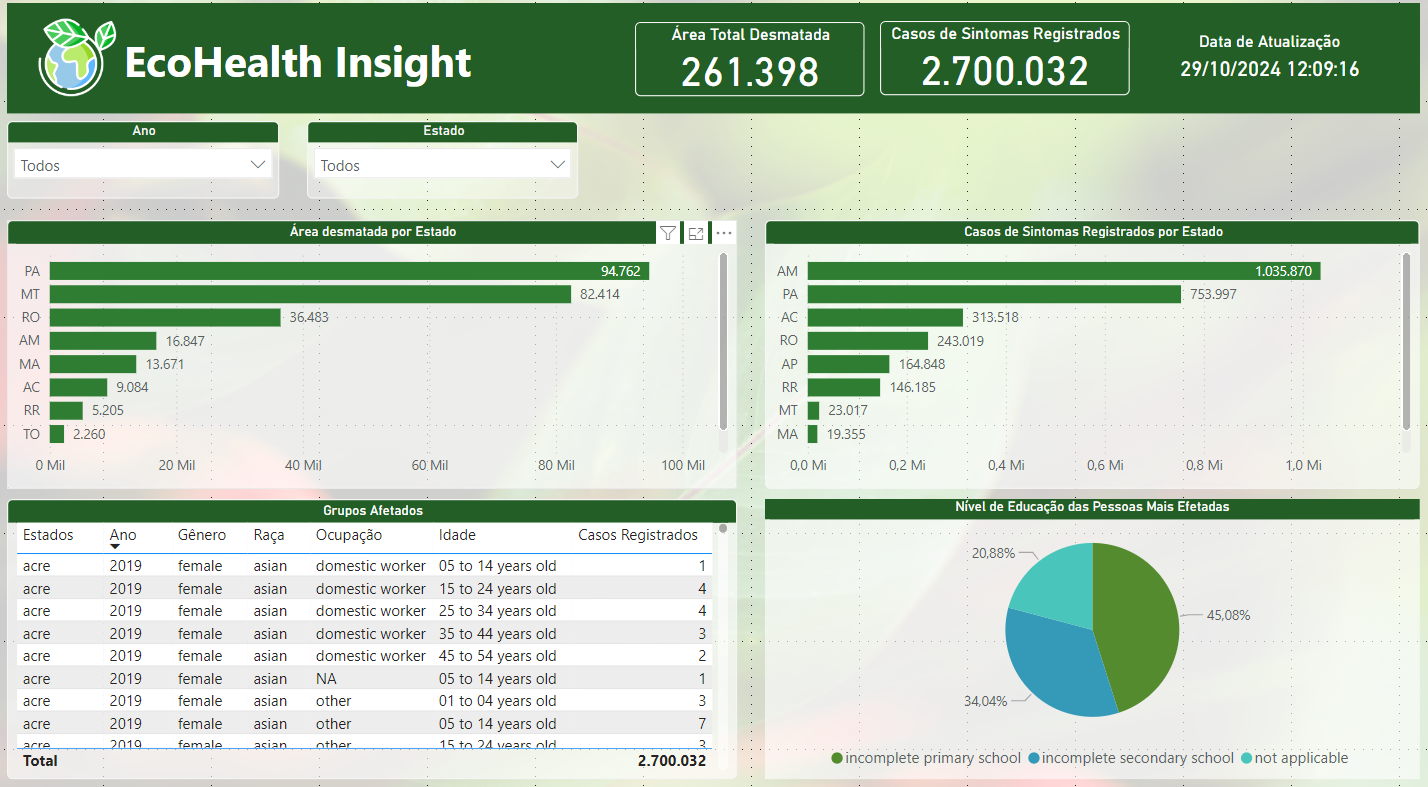 EcoHealth Insight
Área Total Desmatada
261.398
Casos de Sintomas Registrados
2.700.032
Data de Atualização
29/10/2024 12:09:16
Ano
Todos
Estado
Todos
Área desmatada por Estado
PA 94.762
MT 82.414
RO 36.483
AM 16.847
MA 13.671
AC 9.084
RR 5.205
TO 2.260
0 Mil 20 Mil 40 Mil 60 Mil 80 Mil 100 Mil
Casos de Sintomas Registrados por Estado
AM 1.035.870
PA 753.997
AC 313.518
RO 243.019
AP 164.848
RR 146.185
MT 23.017
MA 19.355
0,0 Mi 0,2 Mi 0,4 Mi 0,6 Mi 0,8 Mi 1,0 Mi
Grupos Afetados
Estados Ano Gênero Raça Ocupação Idade Casos Registrados
acre 2019 female asian domestic worker 05 to 14 years old 1
acre 2019 female asian domestic worker 15 to 24 years old 4
acre 2019 female asian domestic worker 25 to 34 years old 4
acre 2019 female asian domestic worker 35 to 44 years old 3
acre 2019 female asian domestic worker 45 to 54 years old 2
acre 2019 female asian NA 05 to 14 years old 1
acre 2019 female asian other 01 to 04 years old 3
acre 2019 female asian other 05 to 14 years old 7
acre 2019 female asian other 15 to 24 years old 3
Total 2.700.032
Nível de Educação das Pessoas Mais Efetadas
20,88%
45,08%
34,04%
incomplete primary school incomplete secondary school not applicable